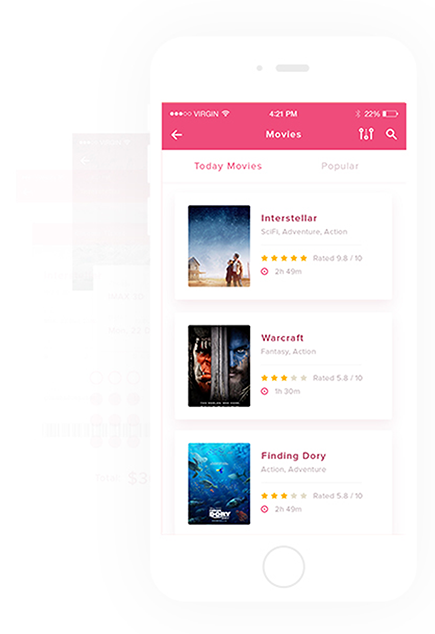 ●●●○○ VIRGIN 4:21 PM 22%
Movies
Today Movies Popular
Interstellar
SciFi, Adventure, Action
Rated 9.8 / 10
2h 49m
Warcraft
Fantasy, Action
Rated 5.8 / 10
1h 30m
Finding Dory
Action, Adventure
Rated 5.8 / 10
2h 49m
DORY
Total